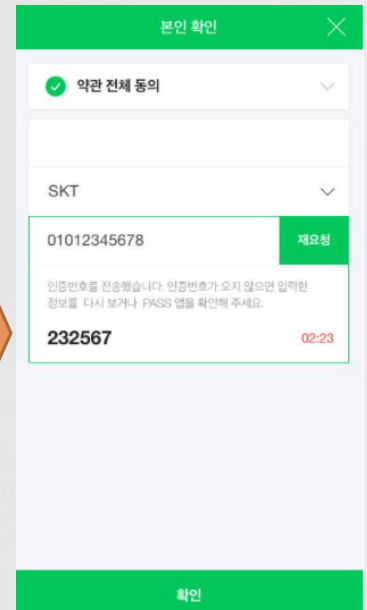 본인 확인
약관 전체 동의
SKT
01012345678 재요청
인증번호를 전송했습니다. 인증번호가 오지 않으면 입력한
정보를 다시 보거나 PASS 앱을 확인해 주세요.
232567 02:23
확인